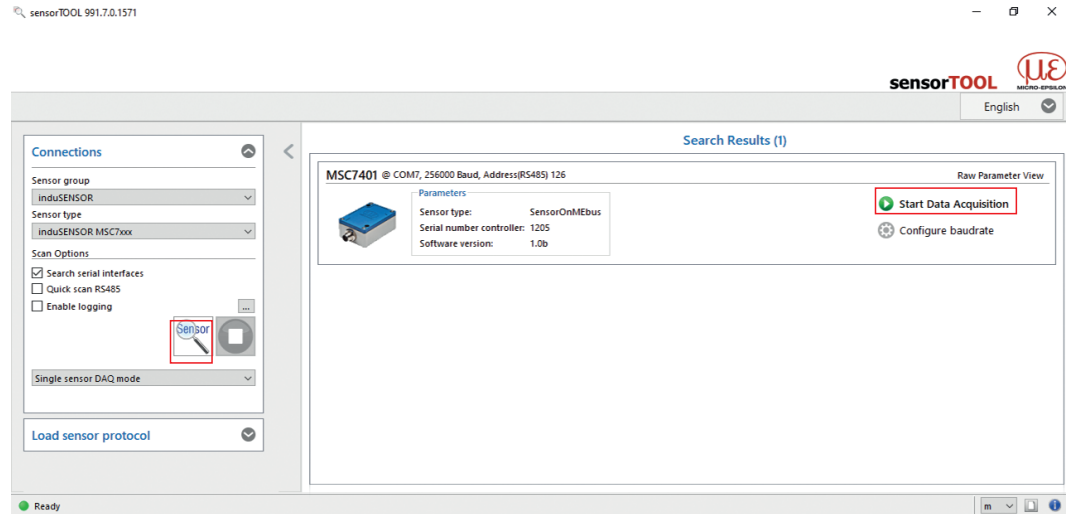 sensorTOOL 991.7.0.1571
sensorTOOL
με
MICRO-EPSILON
English
Connections
Sensor group
induSENSOR
Sensor type
induSENSOR MSC7xxx
Scan Options
Search serial interfaces
Quick scan RS485
Enable logging
...
Sensor
Single sensor DAQ mode
Load sensor protocol
Search Results (1)
MSC7401 @ COM7, 256000 Baud, Address(RS485) 126
Raw Parameter View
Parameters
Sensor type: SensorOnMEbus
Serial number controller: 1205
Software version: 1.0b
Start Data Acquisition
Configure baudrate
Ready
m